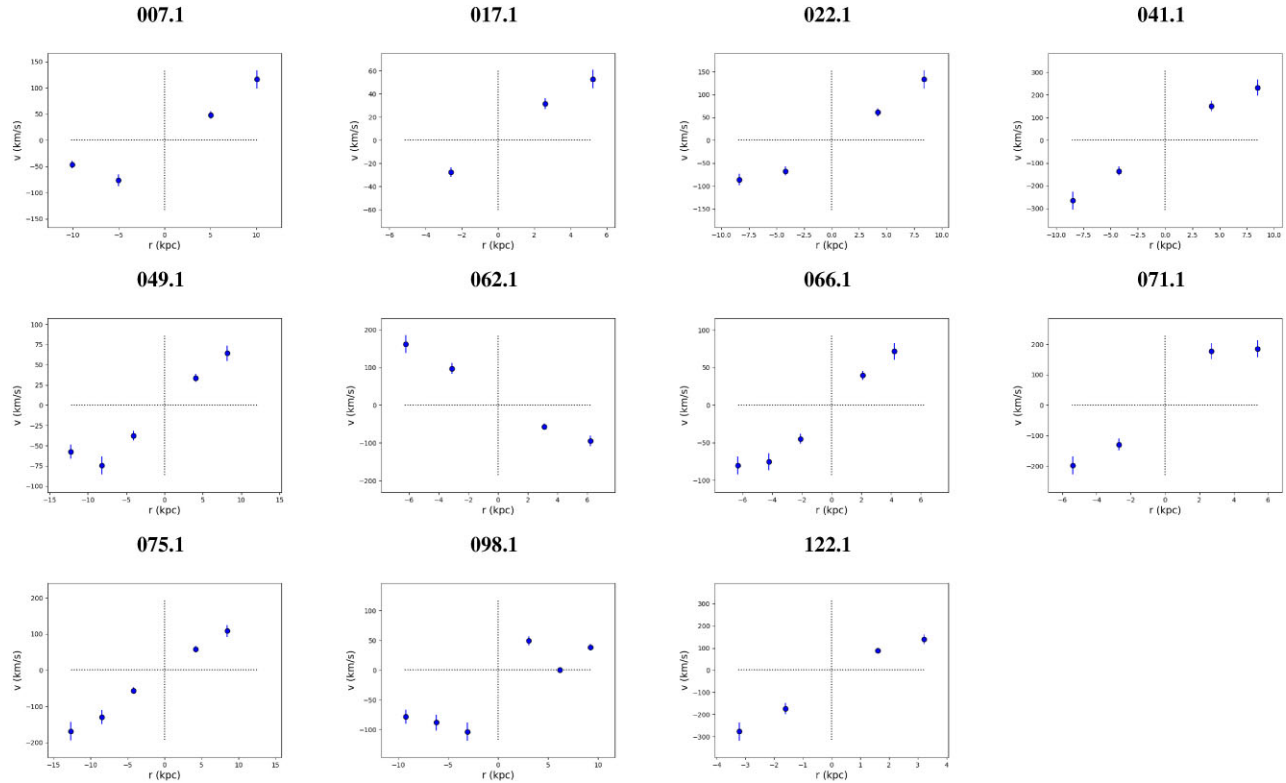 007.1 017.1 022.1 041.1
150 100 50 0 −50 −100 −150
v (km/s)
−10 −5 0 5 10
r (kpc)
60 40 20 0 −20 −40 −60
v (km/s)
−6 −4 −2 0 2 4 6
r (kpc)
150 100 50 0 −50 −100 −150
v (km/s)
−10.0 −7.5 −5.0 −2.5 0.0 2.5 5.0 7.5 10.0
r (kpc)
300 200 100 0 −100 −200 −300
v (km/s)
−10.0 −7.5 −5.0 −2.5 0.0 2.5 5.0 7.5 10.0
r (kpc)
049.1 062.1 066.1 071.1
100 75 50 25 0 −25 −50 −75 −100
v (km/s)
−15 −10 −5 0 5 10 15
r (kpc)
200 100 0 −100 −200
v (km/s)
−6 −4 −2 0 2 4 6
r (kpc)
100 50 0 −50 −100
v (km/s)
−6 −4 −2 0 2 4 6
r (kpc)
200 100 0 −100 −200
v (km/s)
−6 −4 −2 0 2 4 6
r (kpc)
075.1 098.1 122.1
200 100 0 −100 −200
v (km/s)
−15 −10 −5 0 5 10 15
r (kpc)
100 50 0 −50 −100
v (km/s)
−10 −5 0 5 10
r (kpc)
300 200 100 0 −100 −200 −300
v (km/s)
−4 −3 −2 −1 0 1 2 3 4
r (kpc)